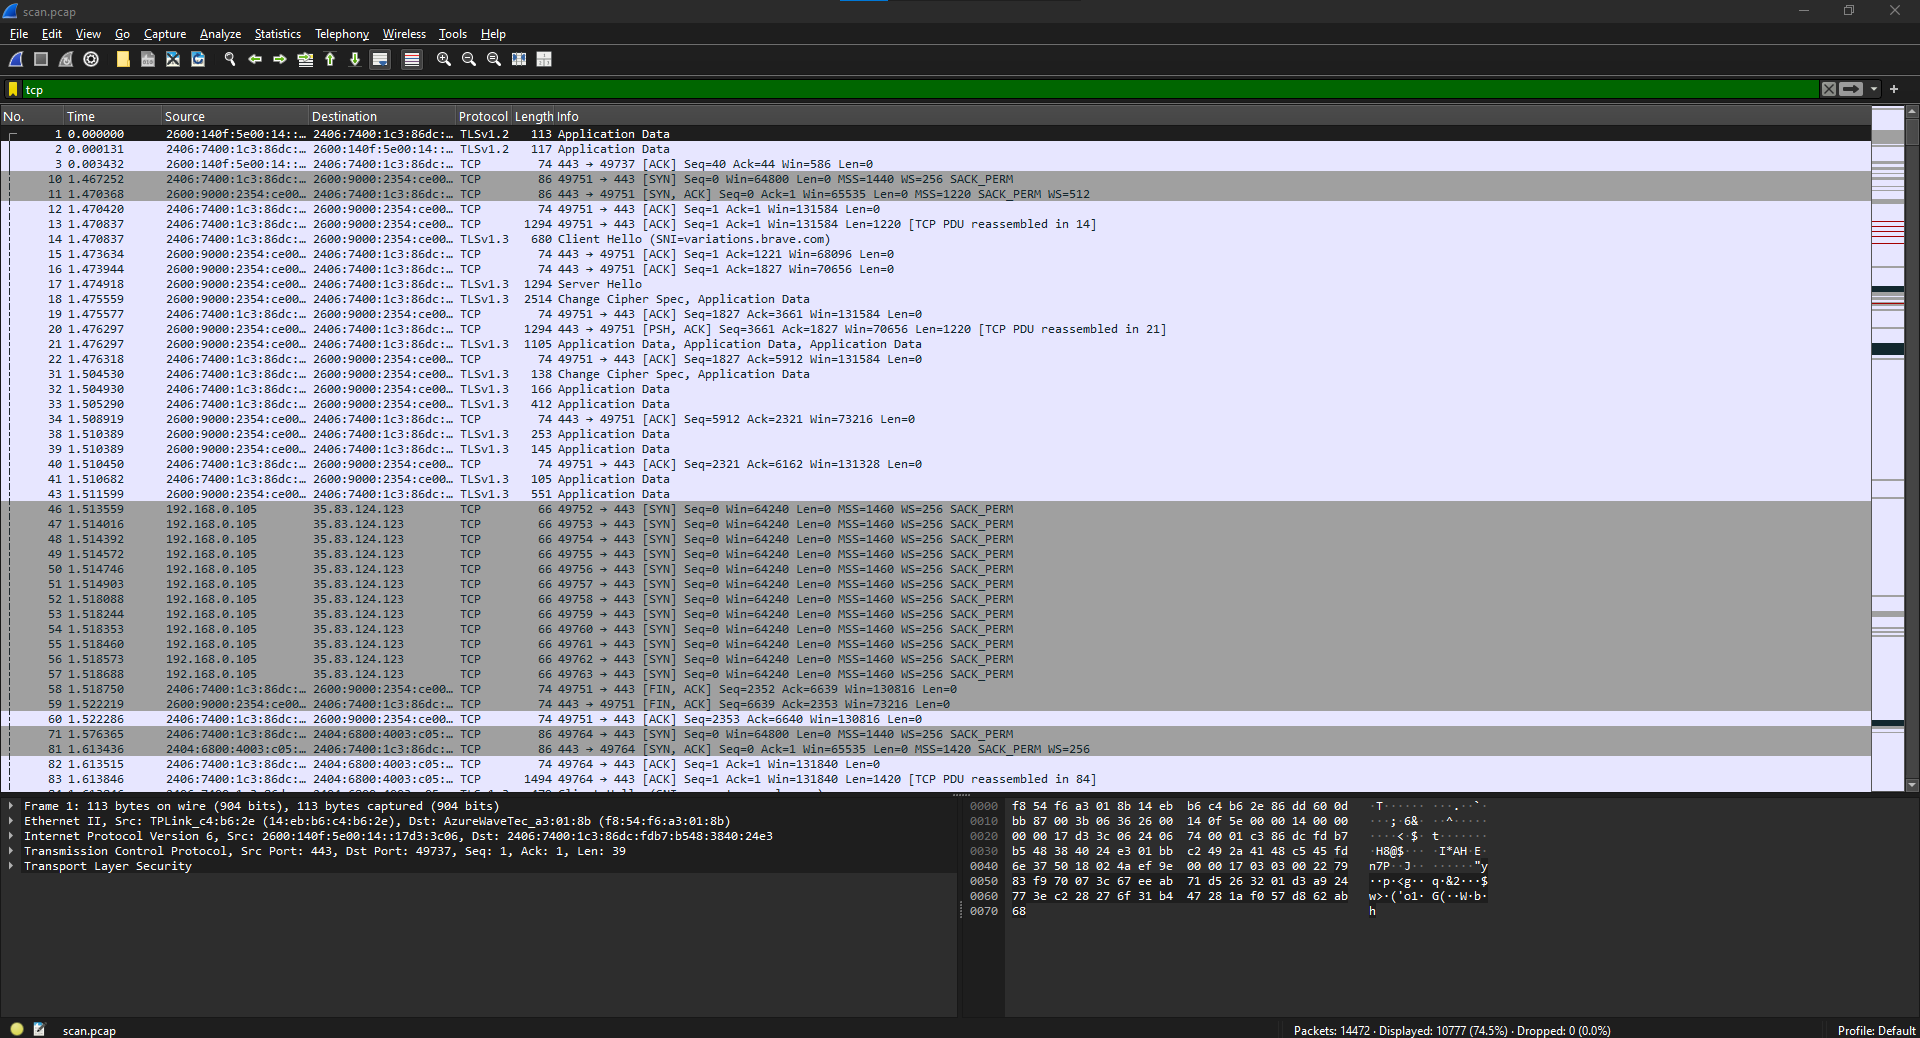 scan.pcap
File Edit View Go Capture Analyze Statistics Telephony Wireless Tools Help
tcp
No. Time Source Destination Protocol Length Info
1 0.000000 2600:140f:5e00:14::… 2406:7400:1c3:86dc:… TLSv1.2 113 Application Data
2 0.000131 2406:7400:1c3:86dc:… 2600:140f:5e00:14::… TLSv1.2 117 Application Data
3 0.003432 2600:140f:5e00:14::… 2406:7400:1c3:86dc:… TCP 74 443 → 49737 [ACK] Seq=40 Ack=44 Win=586 Len=0
10 1.467252 2406:7400:1c3:86dc:… 2600:9000:2354:ce00… TCP 86 49751 → 443 [SYN] Seq=0 Win=64800 Len=0 MSS=1440 WS=256 SACK_PERM
11 1.470368 2600:9000:2354:ce00… 2406:7400:1c3:86dc:… TCP 86 443 → 49751 [SYN, ACK] Seq=0 Ack=1 Win=65535 Len=0 MSS=1220 SACK_PERM WS=512
12 1.470420 2406:7400:1c3:86dc:… 2600:9000:2354:ce00… TCP 74 49751 → 443 [ACK] Seq=1 Ack=1 Win=131584 Len=0
13 1.470837 2406:7400:1c3:86dc:… 2600:9000:2354:ce00… TCP 1294 49751 → 443 [ACK] Seq=1 Ack=1 Win=131584 Len=1220 [TCP PDU reassembled in 14]
14 1.470837 2406:7400:1c3:86dc:… 2600:9000:2354:ce00… TLSv1.3 680 Client Hello (SNI=variations.brave.com)
15 1.473634 2600:9000:2354:ce00… 2406:7400:1c3:86dc:… TCP 74 443 → 49751 [ACK] Seq=1 Ack=1221 Win=68096 Len=0
16 1.473944 2600:9000:2354:ce00… 2406:7400:1c3:86dc:… TCP 74 443 → 49751 [ACK] Seq=1 Ack=1827 Win=70656 Len=0
17 1.474918 2600:9000:2354:ce00… 2406:7400:1c3:86dc:… TLSv1.3 1294 Server Hello
18 1.475559 2600:9000:2354:ce00… 2406:7400:1c3:86dc:… TLSv1.3 2514 Change Cipher Spec, Application Data
19 1.475577 2406:7400:1c3:86dc:… 2600:9000:2354:ce00… TCP 74 49751 → 443 [ACK] Seq=1827 Ack=3661 Win=131584 Len=0
20 1.476297 2600:9000:2354:ce00… 2406:7400:1c3:86dc:… TCP 1294 443 → 49751 [PSH, ACK] Seq=3661 Ack=1827 Win=70656 Len=1220 [TCP PDU reassembled in 21]
21 1.476297 2600:9000:2354:ce00… 2406:7400:1c3:86dc:… TLSv1.3 1105 Application Data, Application Data, Application Data
22 1.476318 2406:7400:1c3:86dc:… 2600:9000:2354:ce00… TCP 74 49751 → 443 [ACK] Seq=1827 Ack=5912 Win=131584 Len=0
31 1.504530 2406:7400:1c3:86dc:… 2600:9000:2354:ce00… TLSv1.3 138 Change Cipher Spec, Application Data
32 1.504930 2406:7400:1c3:86dc:… 2600:9000:2354:ce00… TLSv1.3 166 Application Data
33 1.505290 2406:7400:1c3:86dc:… 2600:9000:2354:ce00… TLSv1.3 412 Application Data
34 1.508919 2600:9000:2354:ce00… 2406:7400:1c3:86dc:… TCP 74 443 → 49751 [ACK] Seq=5912 Ack=2321 Win=73216 Len=0
38 1.510389 2600:9000:2354:ce00… 2406:7400:1c3:86dc:… TLSv1.3 253 Application Data
39 1.510389 2600:9000:2354:ce00… 2406:7400:1c3:86dc:… TLSv1.3 145 Application Data
40 1.510450 2406:7400:1c3:86dc:… 2600:9000:2354:ce00… TCP 74 49751 → 443 [ACK] Seq=2321 Ack=6162 Win=131328 Len=0
41 1.510682 2406:7400:1c3:86dc:… 2600:9000:2354:ce00… TLSv1.3 105 Application Data
43 1.511599 2600:9000:2354:ce00… 2406:7400:1c3:86dc:… TLSv1.3 551 Application Data
46 1.513559 192.168.0.105 35.83.124.123 TCP 66 49752 → 443 [SYN] Seq=0 Win=64240 Len=0 MSS=1460 WS=256 SACK_PERM
47 1.514016 192.168.0.105 35.83.124.123 TCP 66 49753 → 443 [SYN] Seq=0 Win=64240 Len=0 MSS=1460 WS=256 SACK_PERM
48 1.514392 192.168.0.105 35.83.124.123 TCP 66 49754 → 443 [SYN] Seq=0 Win=64240 Len=0 MSS=1460 WS=256 SACK_PERM
49 1.514572 192.168.0.105 35.83.124.123 TCP 66 49755 → 443 [SYN] Seq=0 Win=64240 Len=0 MSS=1460 WS=256 SACK_PERM
50 1.514746 192.168.0.105 35.83.124.123 TCP 66 49756 → 443 [SYN] Seq=0 Win=64240 Len=0 MSS=1460 WS=256 SACK_PERM
51 1.514903 192.168.0.105 35.83.124.123 TCP 66 49757 → 443 [SYN] Seq=0 Win=64240 Len=0 MSS=1460 WS=256 SACK_PERM
52 1.518088 192.168.0.105 35.83.124.123 TCP 66 49758 → 443 [SYN] Seq=0 Win=64240 Len=0 MSS=1460 WS=256 SACK_PERM
53 1.518244 192.168.0.105 35.83.124.123 TCP 66 49759 → 443 [SYN] Seq=0 Win=64240 Len=0 MSS=1460 WS=256 SACK_PERM
54 1.518353 192.168.0.105 35.83.124.123 TCP 66 49760 → 443 [SYN] Seq=0 Win=64240 Len=0 MSS=1460 WS=256 SACK_PERM
55 1.518460 192.168.0.105 35.83.124.123 TCP 66 49761 → 443 [SYN] Seq=0 Win=64240 Len=0 MSS=1460 WS=256 SACK_PERM
56 1.518573 192.168.0.105 35.83.124.123 TCP 66 49762 → 443 [SYN] Seq=0 Win=64240 Len=0 MSS=1460 WS=256 SACK_PERM
57 1.518688 192.168.0.105 35.83.124.123 TCP 66 49763 → 443 [SYN] Seq=0 Win=64240 Len=0 MSS=1460 WS=256 SACK_PERM
58 1.518750 2406:7400:1c3:86dc:… 2600:9000:2354:ce00… TCP 74 49751 → 443 [FIN, ACK] Seq=2352 Ack=6639 Win=130816 Len=0
59 1.522219 2600:9000:2354:ce00… 2406:7400:1c3:86dc:… TCP 74 443 → 49751 [FIN, ACK] Seq=6639 Ack=2353 Win=73216 Len=0
60 1.522286 2406:7400:1c3:86dc:… 2600:9000:2354:ce00… TCP 74 49751 → 443 [ACK] Seq=2353 Ack=6640 Win=130816 Len=0
71 1.576365 2406:7400:1c3:86dc:… 2404:6800:4003:c05:… TCP 86 49764 → 443 [SYN] Seq=0 Win=64800 Len=0 MSS=1440 WS=256 SACK_PERM
81 1.613436 2404:6800:4003:c05:… 2406:7400:1c3:86dc:… TCP 86 443 → 49764 [SYN, ACK] Seq=0 Ack=1 Win=65535 Len=0 MSS=1420 SACK_PERM WS=256
82 1.613515 2406:7400:1c3:86dc:… 2404:6800:4003:c05:… TCP 74 49764 → 443 [ACK] Seq=1 Ack=1 Win=131840 Len=0
83 1.613846 2406:7400:1c3:86dc:… 2404:6800:4003:c05:… TCP 1494 49764 → 443 [ACK] Seq=1 Ack=1 Win=131840 Len=1420 [TCP PDU reassembled in 84]
Frame 1: 113 bytes on wire (904 bits), 113 bytes captured (904 bits)
Ethernet II, Src: TPLink_c4:b6:2e (14:eb:b6:c4:b6:2e), Dst: AzureWaveTec_a3:01:8b (f8:54:f6:a3:01:8b)
Internet Protocol Version 6, Src: 2600:140f:5e00:14::17d3:3c06, Dst: 2406:7400:1c3:86dc:fdb7:b548:3840:24e3
Transmission Control Protocol, Src Port: 443, Dst Port: 49737, Seq: 1, Ack: 1, Len: 39
Transport Layer Security
0000 f8 54 f6 a3 01 8b 14 eb b6 c4 b6 2e 86 dd 60 0d ·T······ ···.··`·
0010 bb 87 00 3b 06 36 26 00 14 0f 5e 00 00 14 00 00 ···;·6&· ··^·····
0020 00 00 17 d3 3c 06 24 06 74 00 01 c3 86 dc fd b7 ····<·$· t·······
0030 b5 48 38 40 24 e3 01 bb c2 49 2a 41 48 c5 45 fd ·H8@$··· ·I*AH·E·
0040 6e 37 50 18 02 4a ef 9e 00 00 17 03 03 00 22 79 n7P··J·· ······"y
0050 83 f9 70 07 3c 67 ee ab 71 d5 26 32 01 d3 a9 24 ··p·<g·· q·&2···$
0060 77 3e c2 28 27 6f 31 b4 47 28 1a f0 57 d8 62 ab w>·('o1· G(··W·b·
0070 68 h
scan.pcap
Packets: 14472 · Displayed: 10777 (74.5%) · Dropped: 0 (0.0%)
Profile: Default